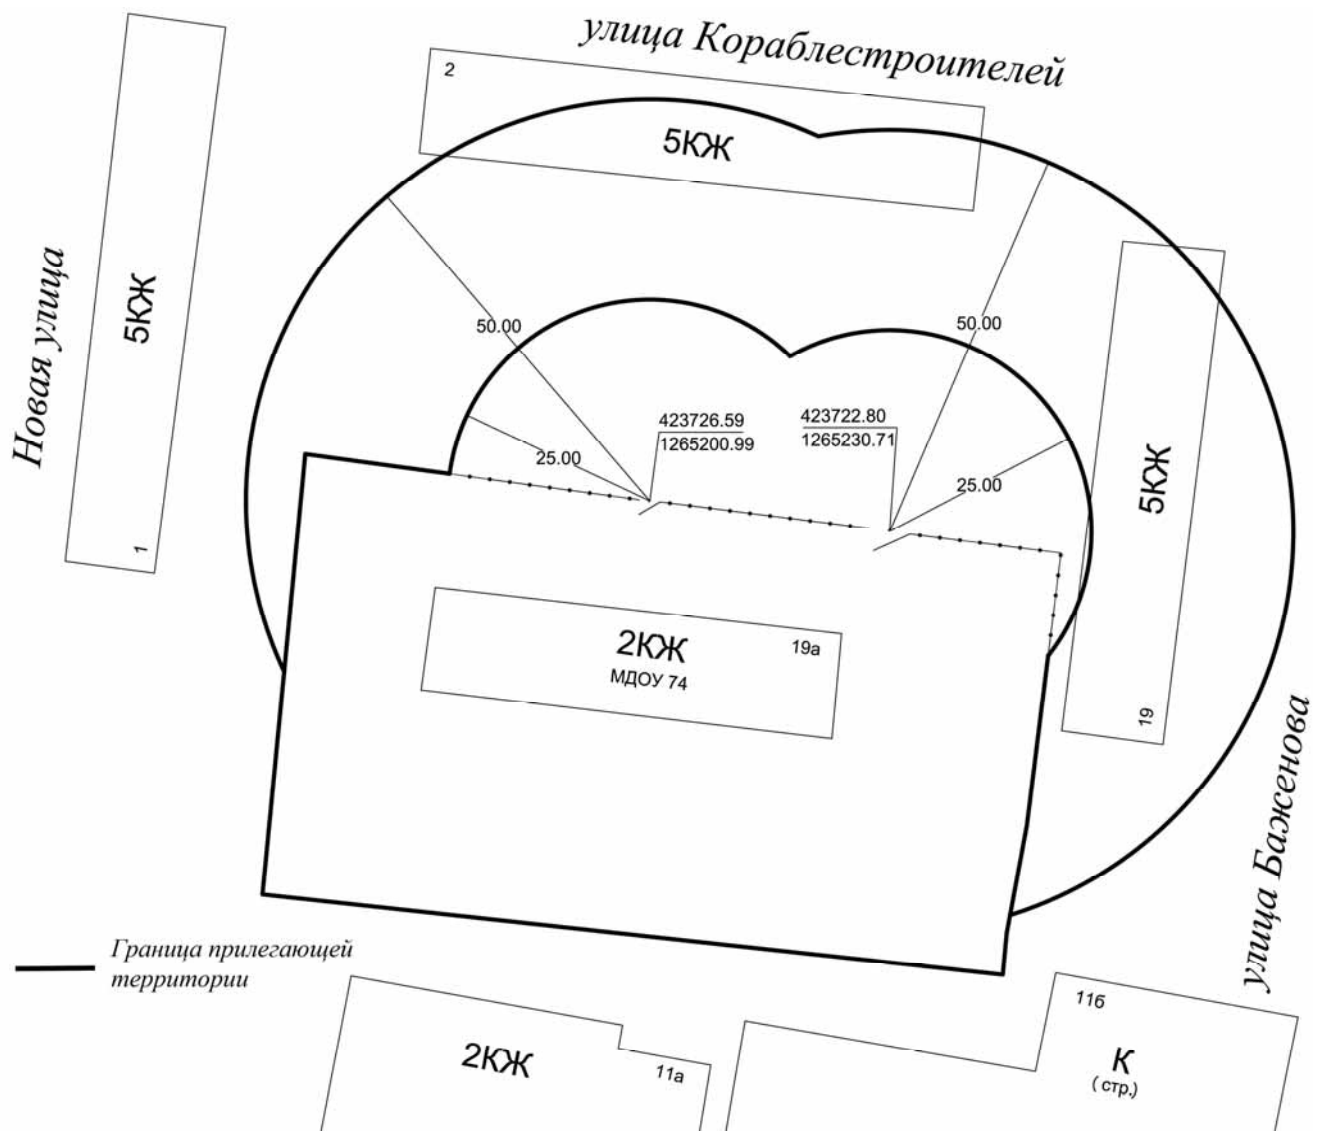 улица Кораблестроителей
2
5КЖ
Новая улица
5КЖ
1
50.00
50.00
423726.59
1265200.99
423722.80
1265230.71
25.00
25.00
5КЖ
19
2КЖ
19а
МДОУ 74
улица Баженова
Граница прилегающей
территории
2КЖ
11а
11б
К
( стр.)